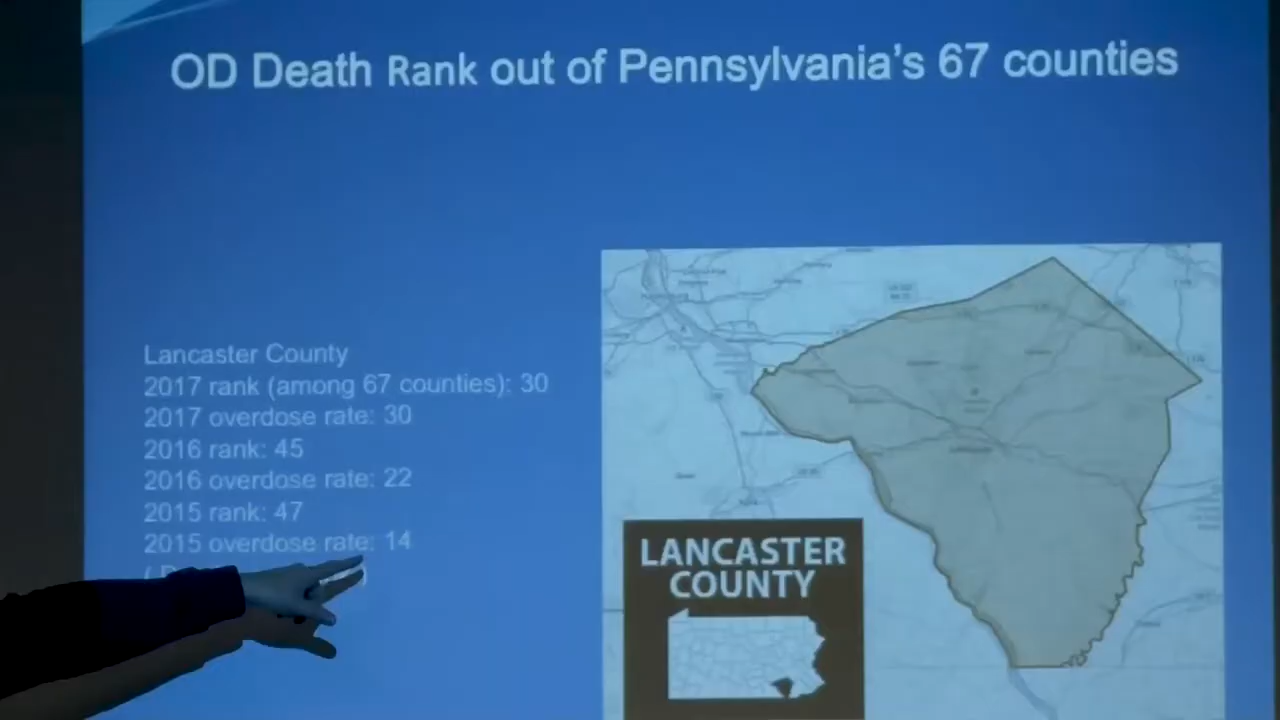 OD Death Rank out of Pennsylvania's 67 counties
Lancaster County
2017 rank (among 67 counties): 30
2017 overdose rate: 30
2016 rank: 45
2016 overdose rate: 22
2015 rank: 47
2015 overdose rate: 14
LANCASTER
COUNTY